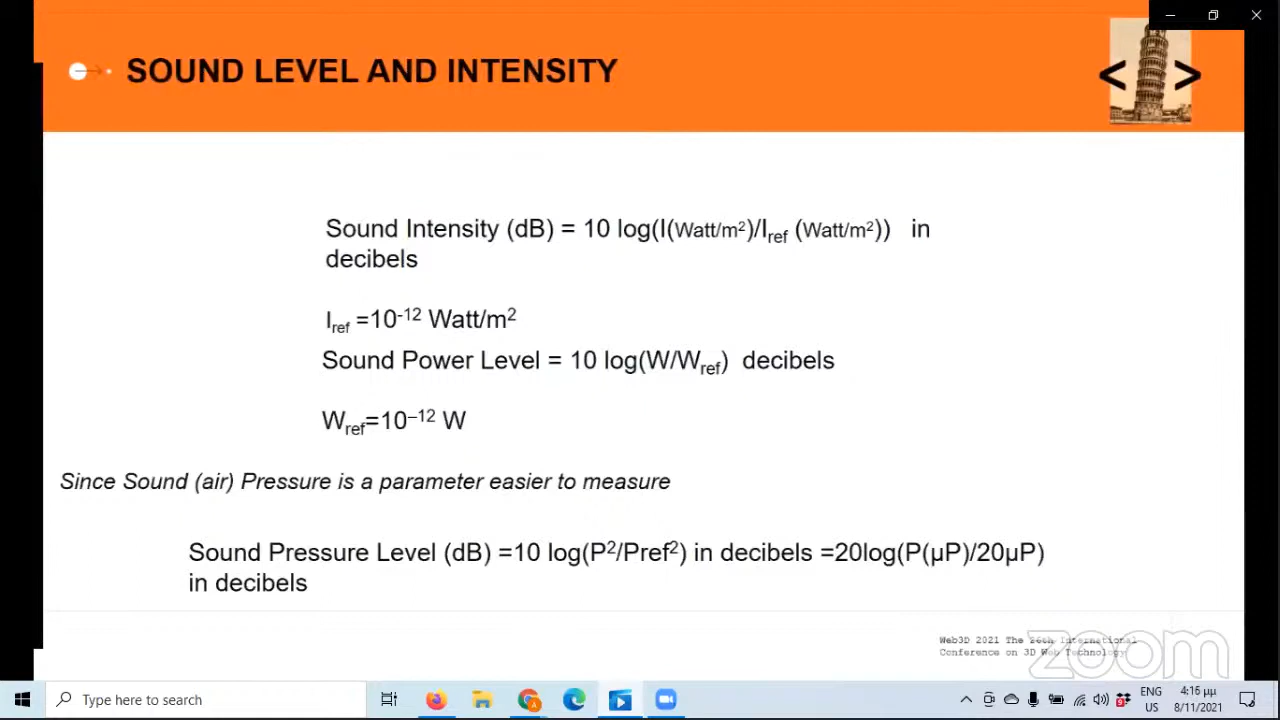 SOUND LEVEL AND INTENSITY
< >
Sound Intensity (dB) = 10 log(I(Watt/m²)/Iref (Watt/m²)) in
decibels
Iref =10⁻¹² Watt/m²
Sound Power Level = 10 log(W/Wref) decibels
Wref=10⁻¹² W
Since Sound (air) Pressure is a parameter easier to measure
Sound Pressure Level (dB) =10 log(P²/Pref²) in decibels =20log(P(µP)/20µP)
in decibels
Web3D 2021 The 26th International
Conference on 3D Web Technology
zoom
Type here to search
ENG
US
4:16 μμ
8/11/2021